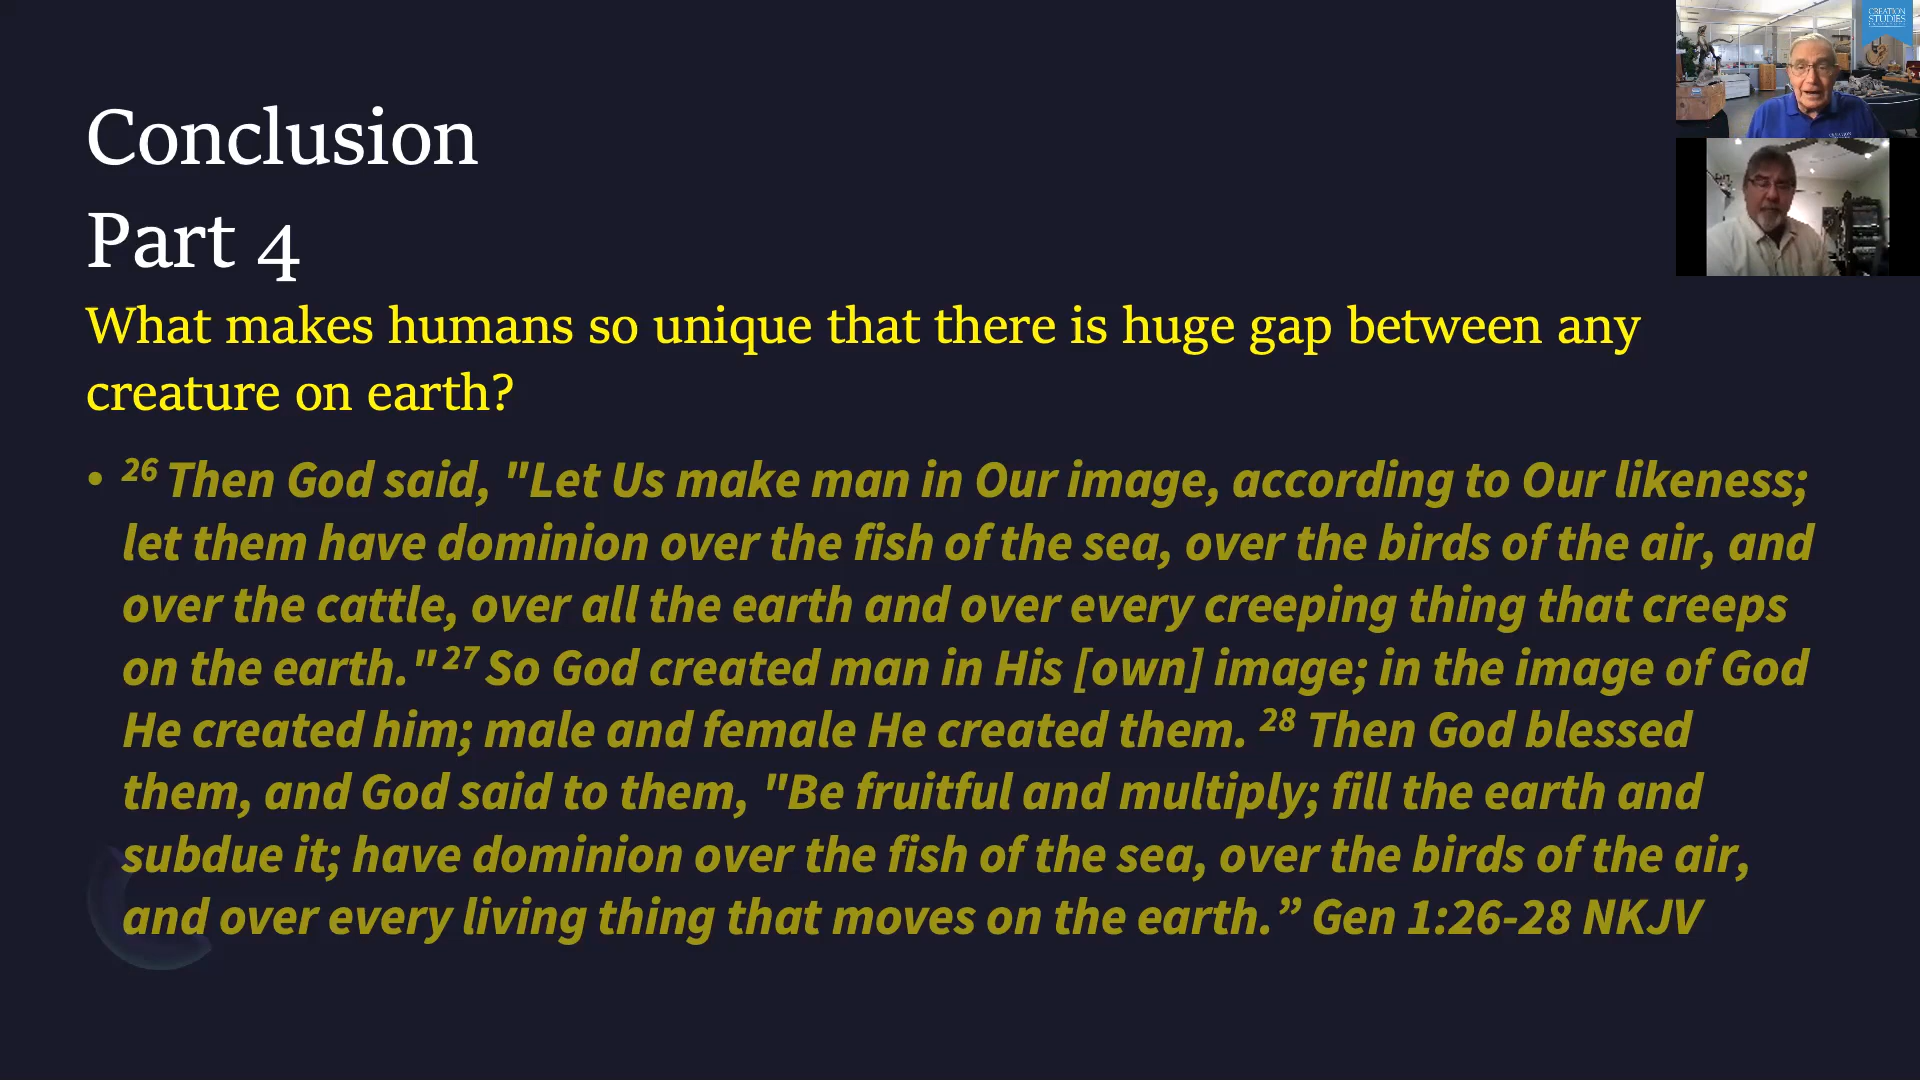 CREATION
STUDIES
Conclusion
Part 4
What makes humans so unique that there is huge gap between any
creature on earth?
• 26 Then God said, "Let Us make man in Our image, according to Our likeness;
let them have dominion over the fish of the sea, over the birds of the air, and
over the cattle, over all the earth and over every creeping thing that creeps
on the earth." 27 So God created man in His [own] image; in the image of God
He created him; male and female He created them. 28 Then God blessed
them, and God said to them, "Be fruitful and multiply; fill the earth and
subdue it; have dominion over the fish of the sea, over the birds of the air,
and over every living thing that moves on the earth.” Gen 1:26-28 NKJV